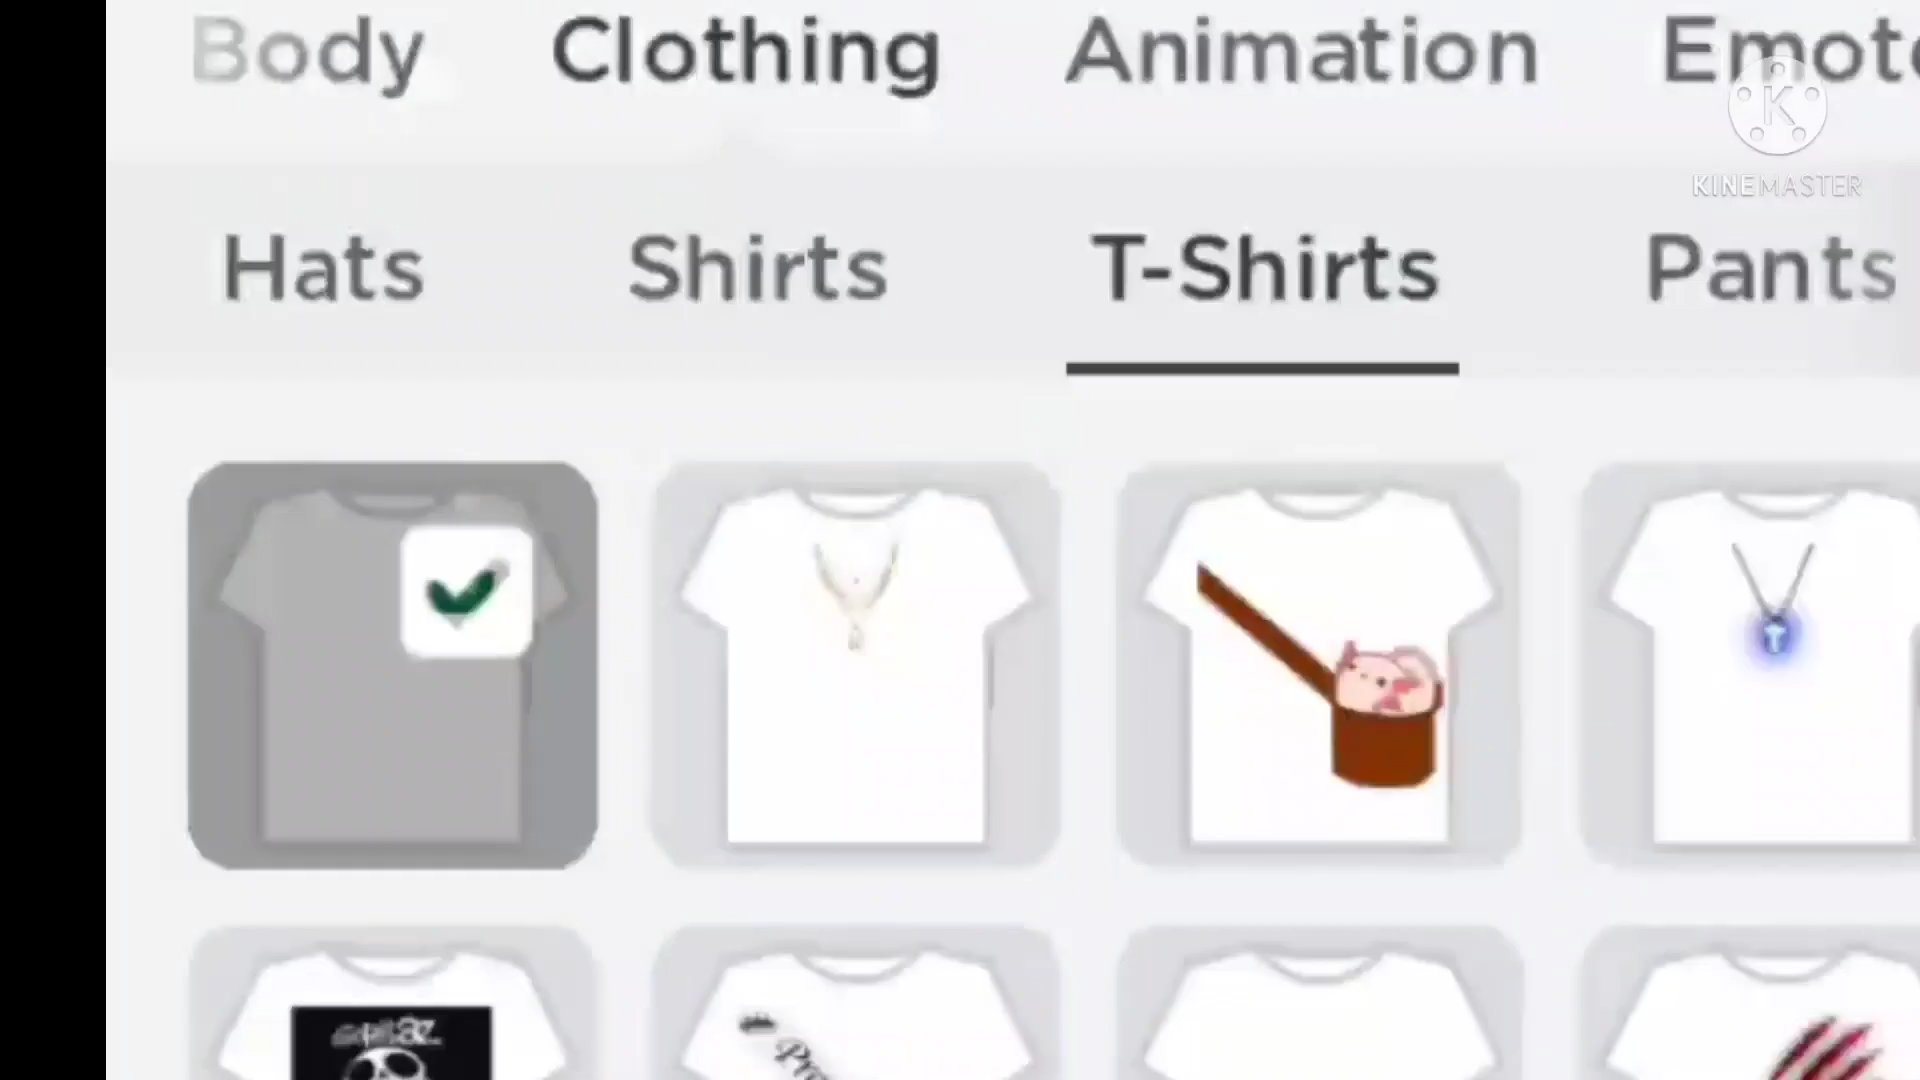 Body Clothing Animation Emot
K
KINEMASTER
Hats Shirts T-Shirts Pants